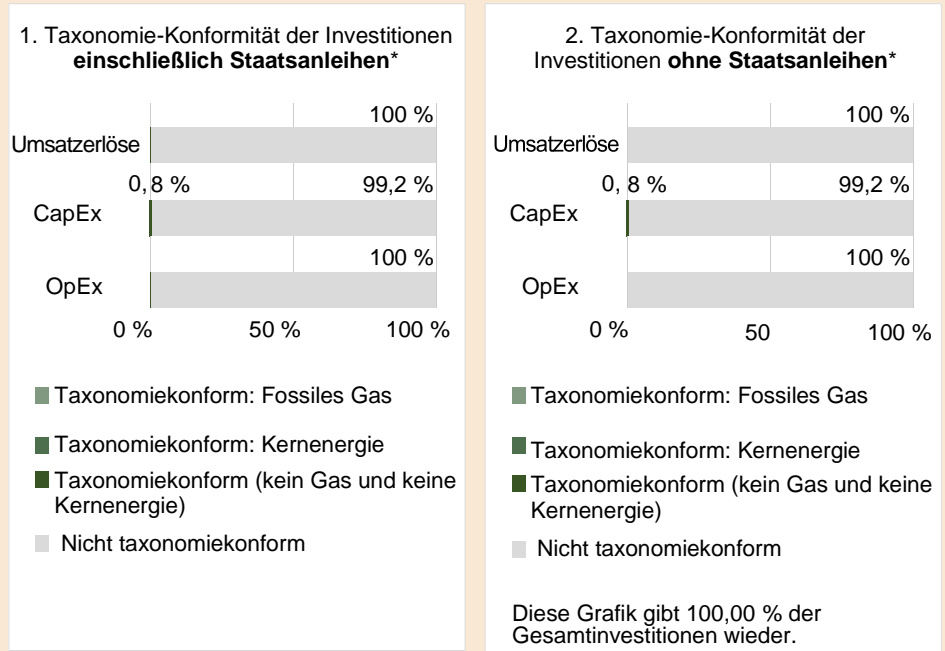 1. Taxonomie-Konformität der Investitionen
einschließlich Staatsanleihen*
100 %
Umsatzerlöse
0,8 % 99,2 %
CapEx
100 %
OpEx
0 % 50 % 100 %
Taxonomiekonform: Fossiles Gas
Taxonomiekonform: Kernenergie
Taxonomiekonform (kein Gas und keine
Kernenergie)
Nicht taxonomiekonform
2. Taxonomie-Konformität der
Investitionen ohne Staatsanleihen*
100 %
Umsatzerlöse
0, 8 % 99,2 %
CapEx
100 %
OpEx
0 % 50 100 %
Taxonomiekonform: Fossiles Gas
Taxonomiekonform: Kernenergie
Taxonomiekonform (kein Gas und keine
Kernenergie)
Nicht taxonomiekonform
Diese Grafik gibt 100,00 % der
Gesamtinvestitionen wieder.